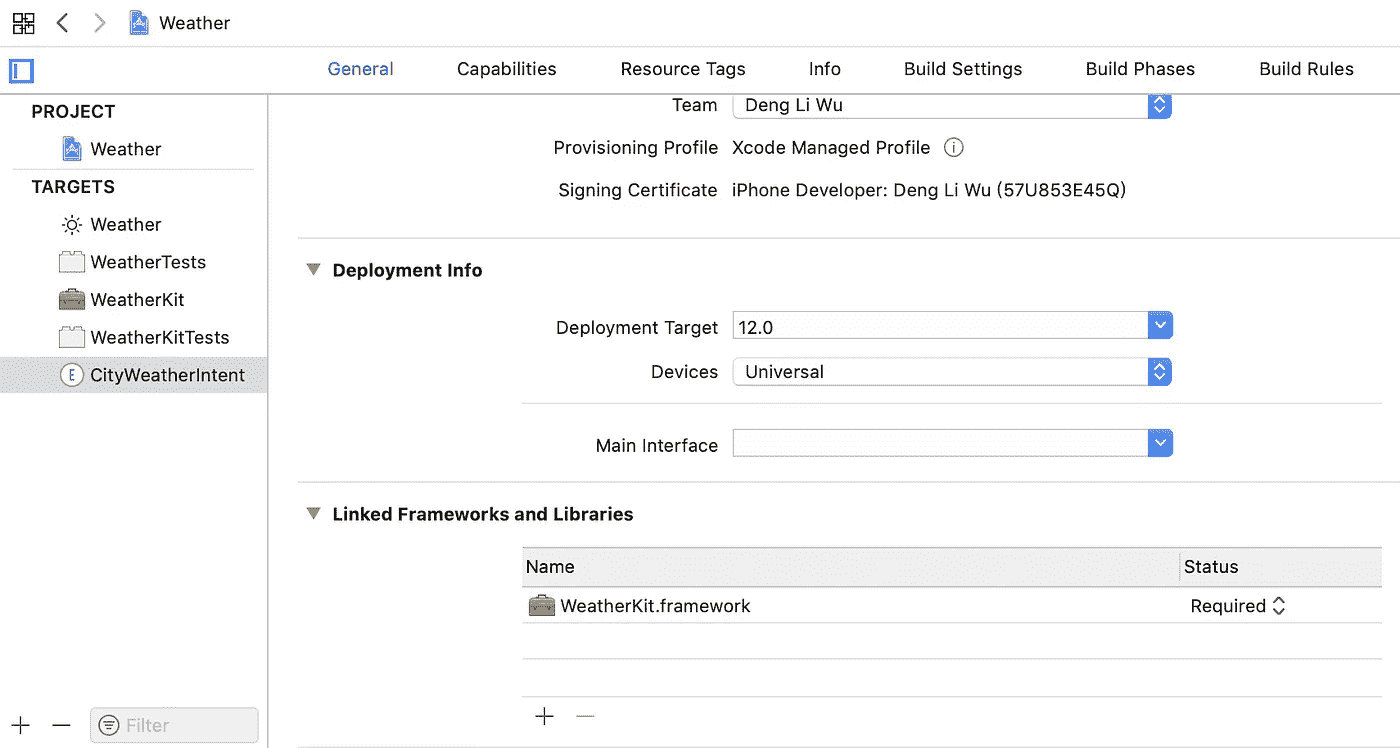 Weather
General Capabilities Resource Tags Info Build Settings Build Phases Build Rules
PROJECT
Weather
TARGETS
Weather
WeatherTests
WeatherKit
WeatherKitTests
E CityWeatherIntent
Filter
Team Deng Li Wu
Provisioning Profile Xcode Managed Profile
Signing Certificate iPhone Developer: Deng Li Wu (57U853E45Q)
Deployment Info
Deployment Target 12.0
Devices Universal
Main Interface
Linked Frameworks and Libraries
Name Status
WeatherKit.framework Required